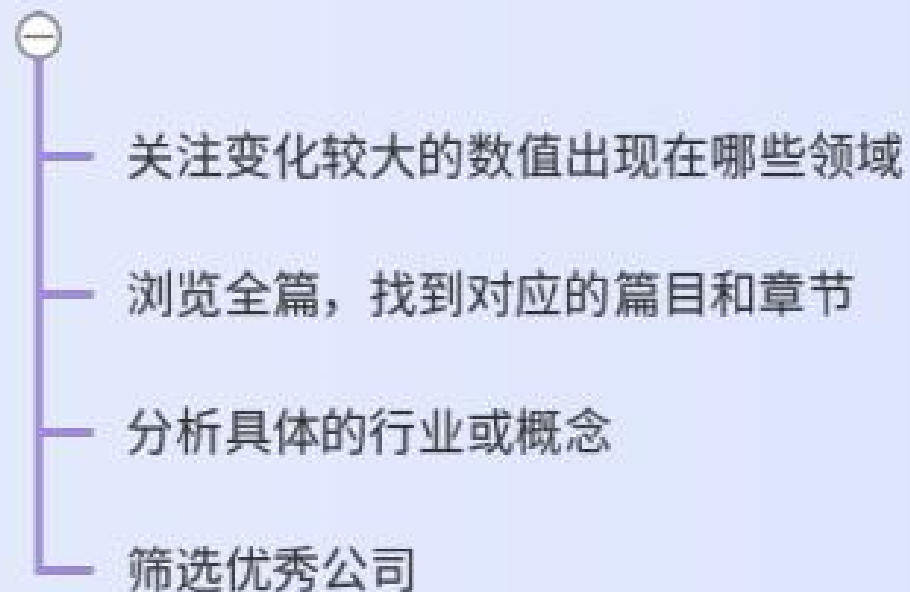 关注变化较大的数值出现在哪些领域
浏览全篇，找到对应的篇目和章节
分析具体的行业或概念
筛选优秀公司